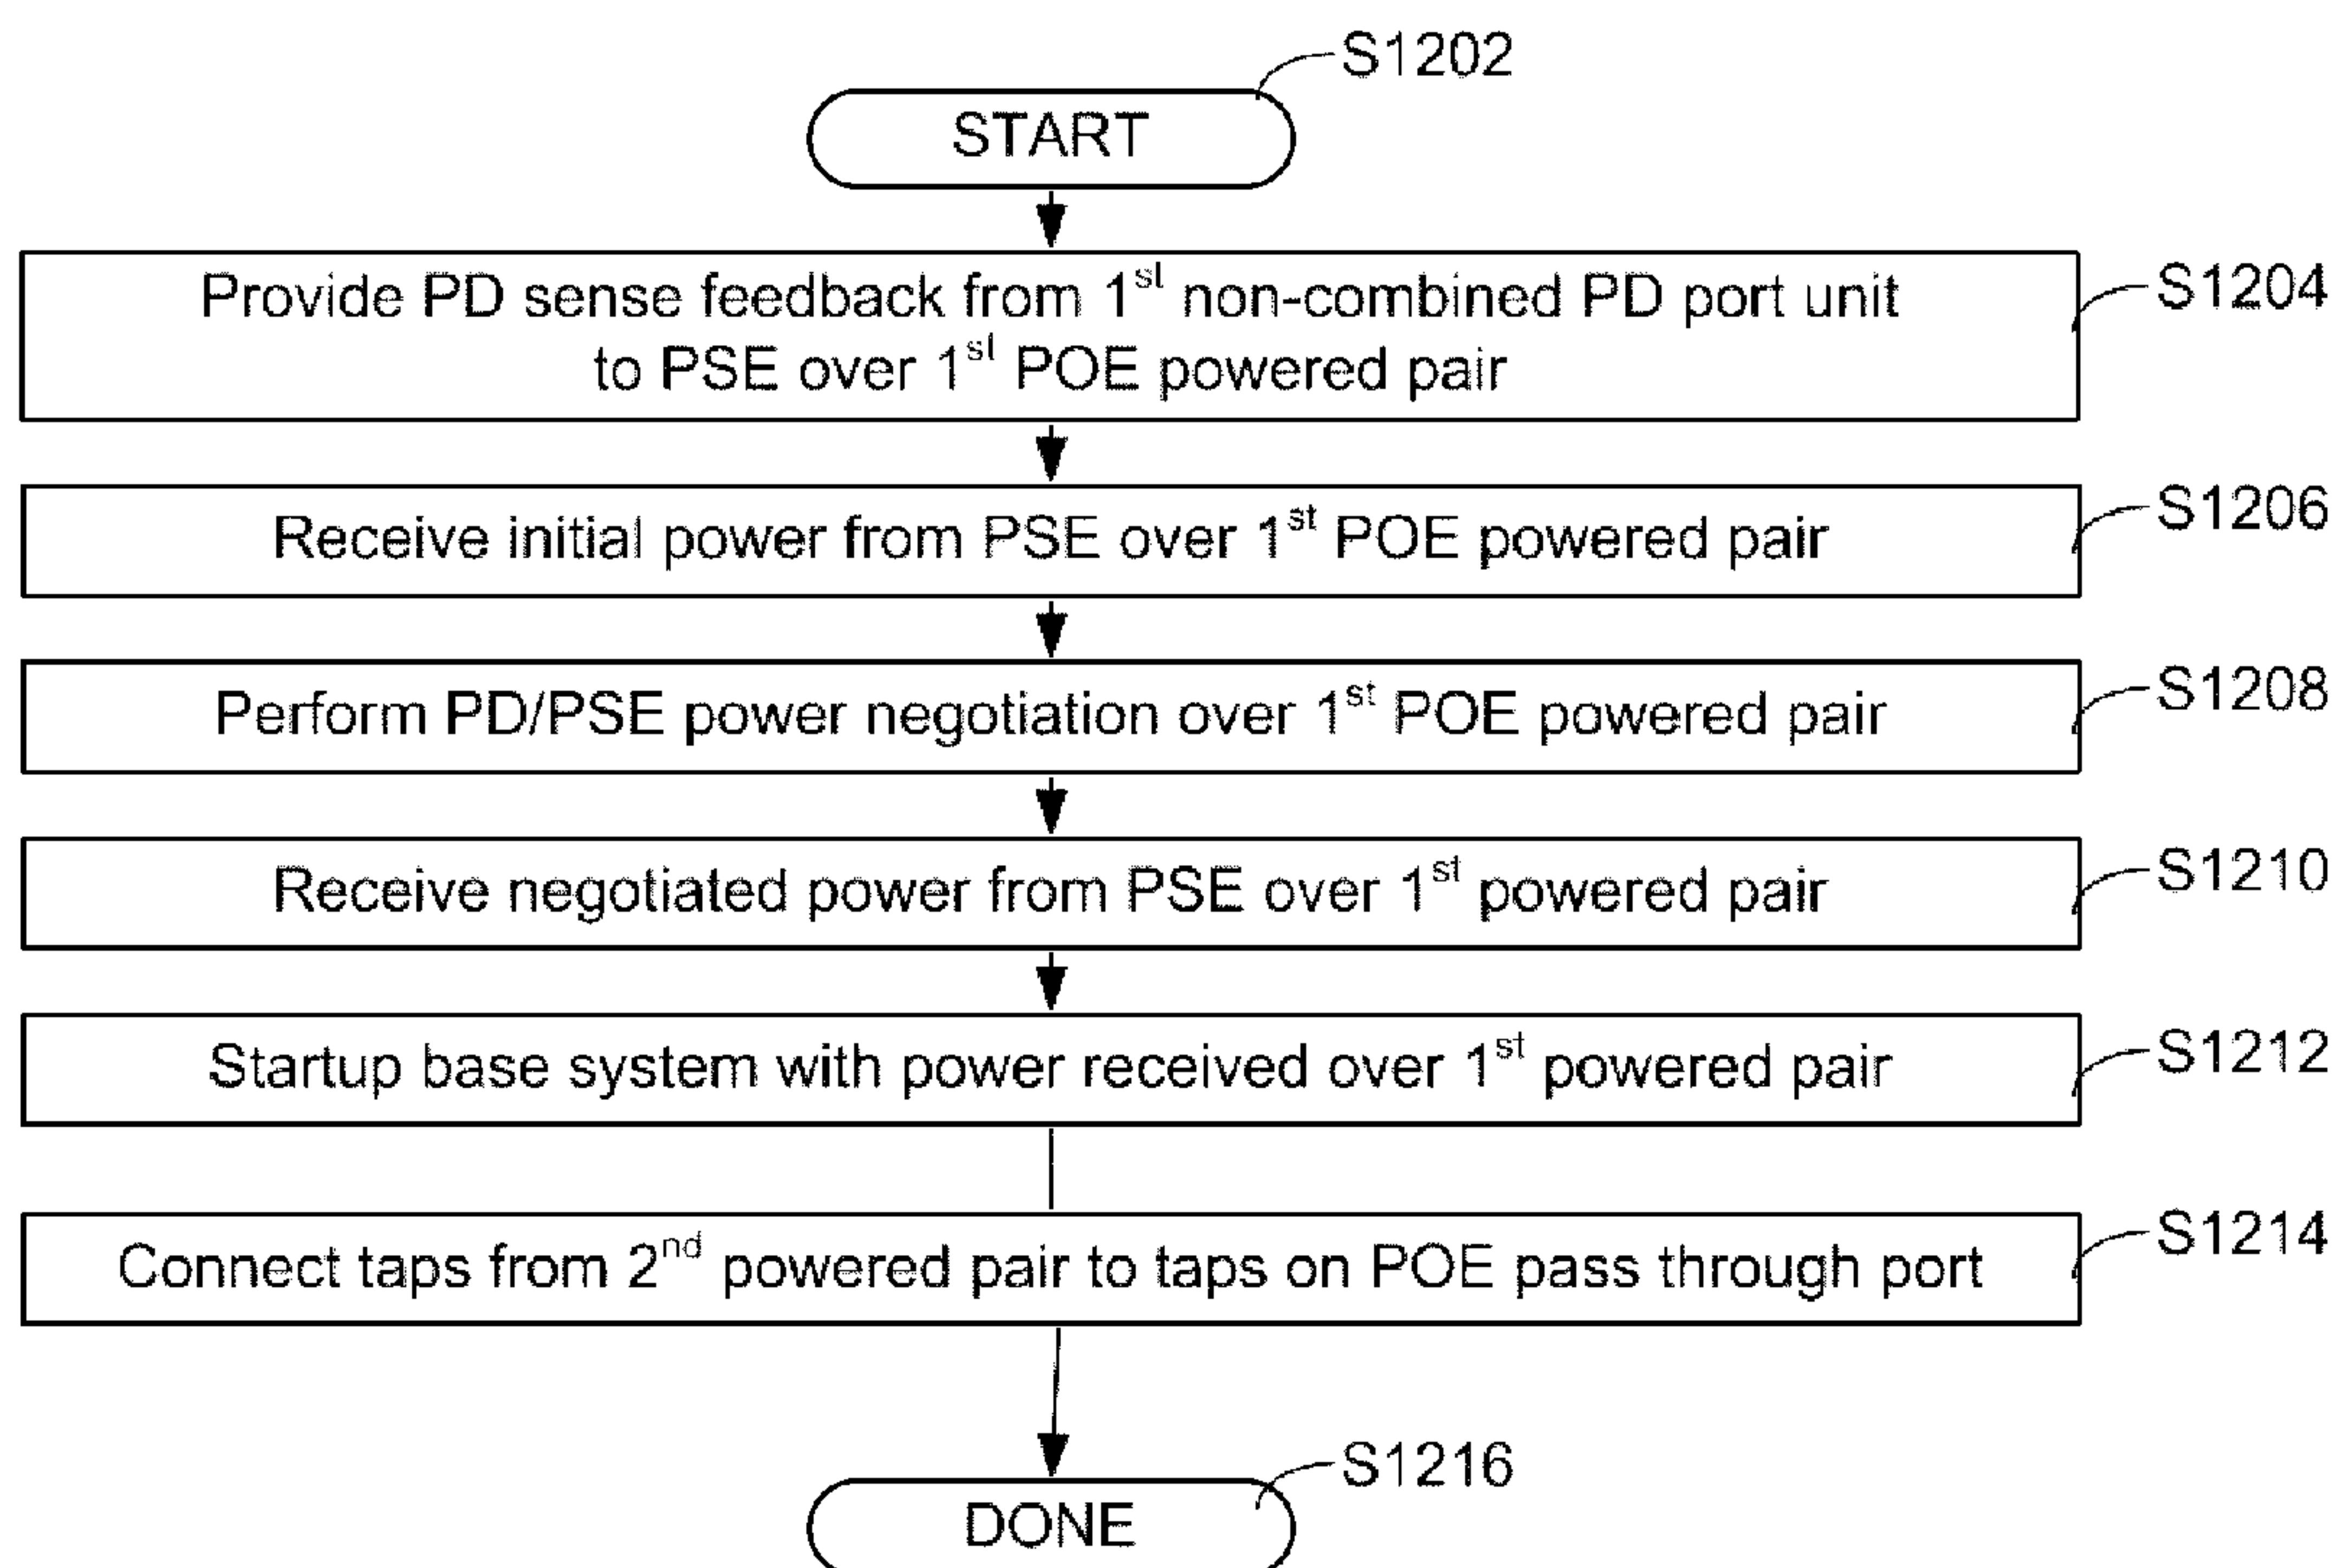 S1202
START
Provide PD sense feedback from 1st non-combined PD port unit
to PSE over 1st POE powered pair
S1204
Receive initial power from PSE over 1st POE powered pair
S1206
Perform PD/PSE power negotiation over 1st POE powered pair
S1208
Receive negotiated power from PSE over 1st powered pair
S1210
Startup base system with power received over 1st powered pair
S1212
Connect taps from 2nd powered pair to taps on POE pass through port
S1214
S1216
DONE